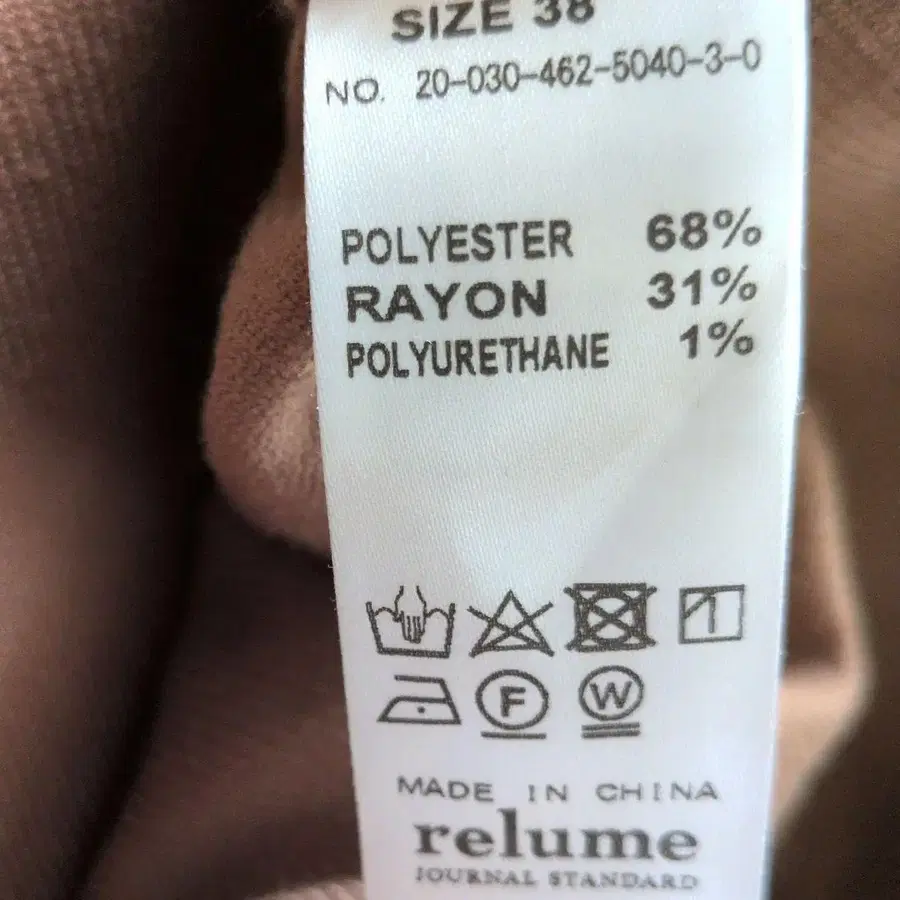 SIZE 38
NO. 20-030-462-5040-3-0
POLYESTER 68%
RAYON 31%
POLYURETHANE 1%
F W
MADE IN CHINA
relume
JOURNAL STANDARD